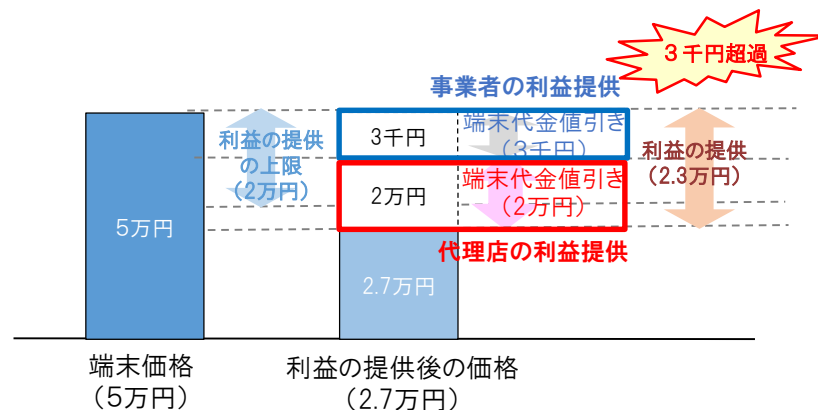 3千円超過
事業者の利益提供
利益の提供
の上限
（2万円）
3千円
端末代金値引き
（3千円）
利益の提供
（2.3万円）
2万円
端末代金値引き
（2万円）
5万円
代理店の利益提供
2.7万円
端末価格
（5万円）
利益の提供後の価格
（2.7万円）